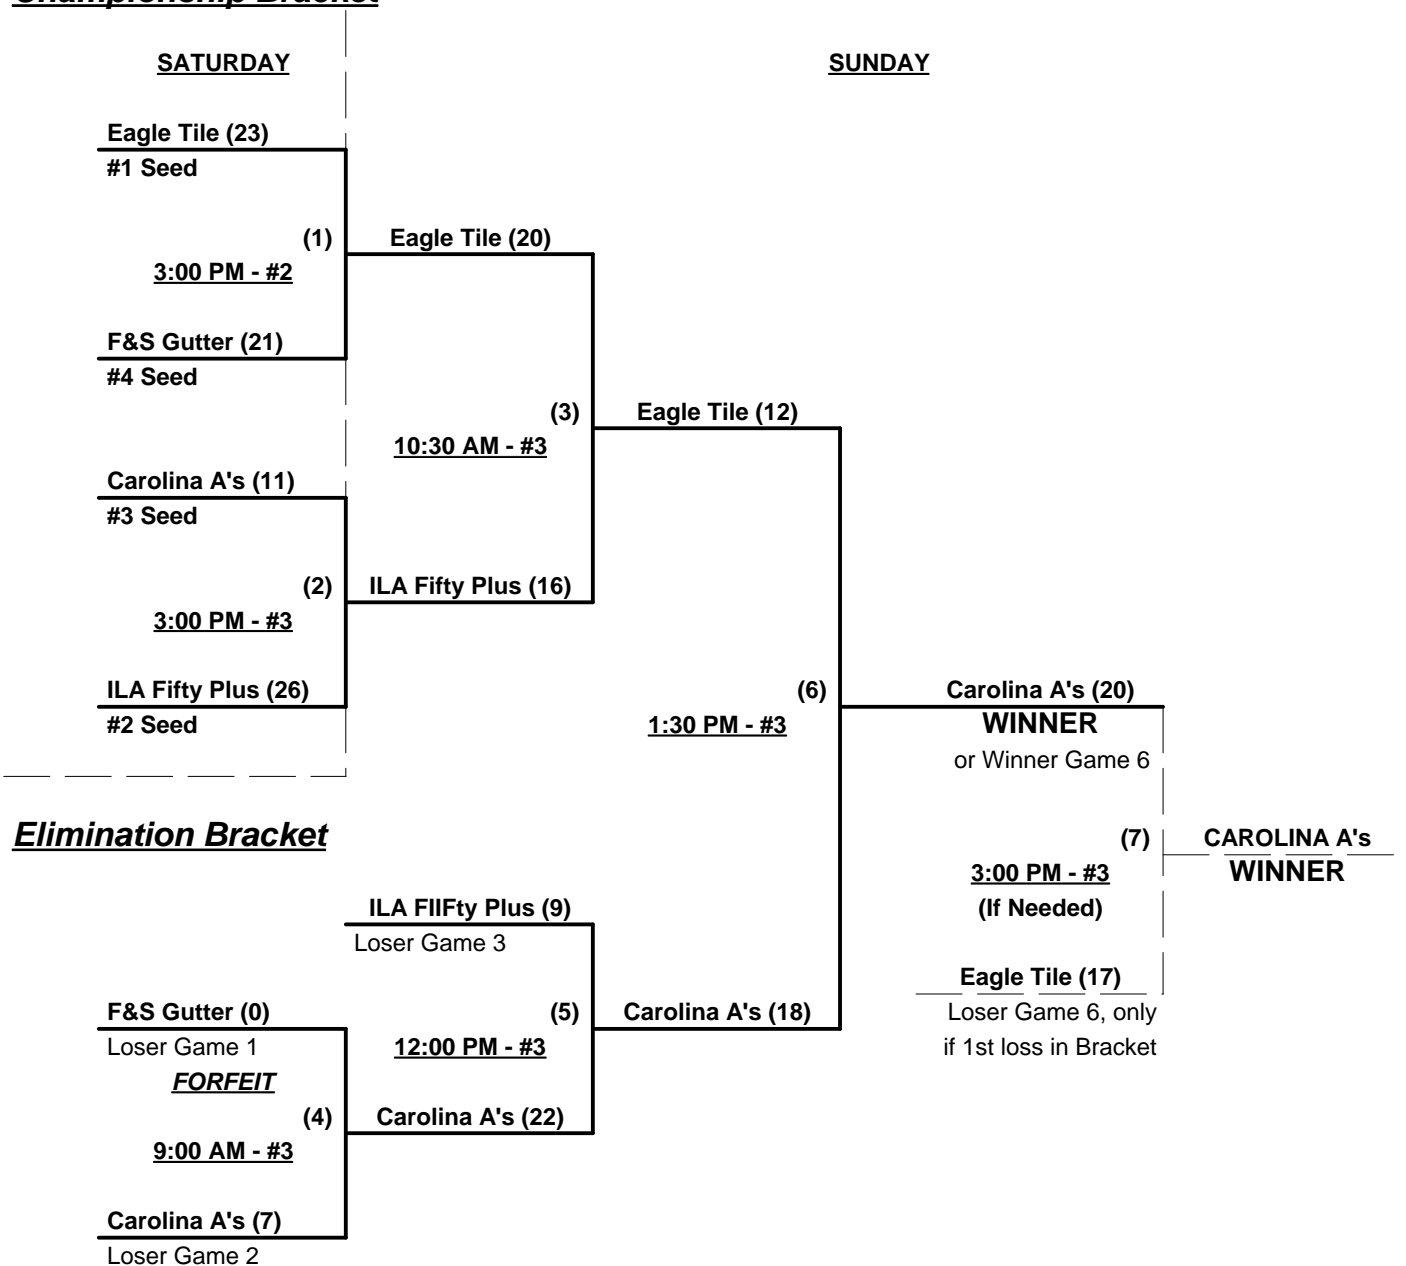 Championship Bracket
SATURDAY
SUNDAY
Eagle Tile (23)
#1 Seed
(1)
Eagle Tile (20)
3:00 PM - #2
F&S Gutter (21)
#4 Seed
(3)
Eagle Tile (12)
10:30 AM - #3
Carolina A's (11)
#3 Seed
(2)
ILA Fifty Plus (16)
3:00 PM - #3
ILA Fifty Plus (26)
#2 Seed
(6)
Carolina A's (20)
1:30 PM - #3
WINNER
or Winner Game 6
Elimination Bracket
(7)
CAROLINA A's
3:00 PM - #3
WINNER
(If Needed)
ILA FIIFty Plus (9)
Loser Game 3
Eagle Tile (17)
Loser Game 6, only
if 1st loss in Bracket
F&S Gutter (0)
Loser Game 1
FORFEIT
(5)
Carolina A's (18)
12:00 PM - #3
(4)
Carolina A's (22)
9:00 AM - #3
Carolina A's (7)
Loser Game 2